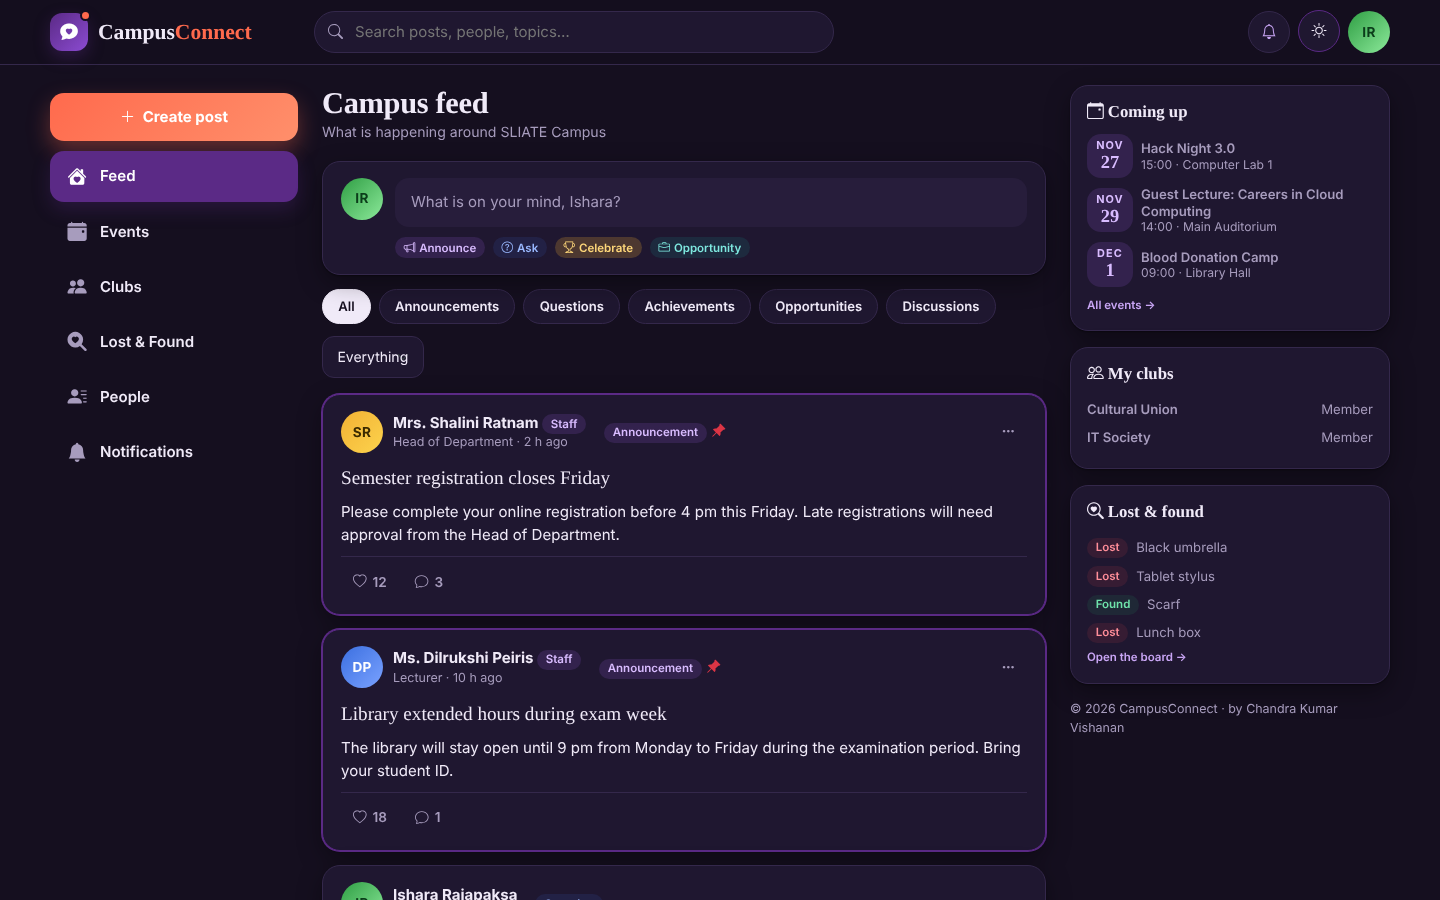 CampusConnect
Search posts, people, topics...
IR
Create post
Feed
Events
Clubs
Lost & Found
People
Notifications
Campus feed
What is happening around SLIATE Campus
IR
What is on your mind, Ishara?
Announce
Ask
Celebrate
Opportunity
All
Announcements
Questions
Achievements
Opportunities
Discussions
Everything
SR
Mrs. Shalini Ratnam Staff
Announcement
Head of Department · 2 h ago
Semester registration closes Friday
Please complete your online registration before 4 pm this Friday. Late registrations will need
approval from the Head of Department.
12
3
DP
Ms. Dilrukshi Peiris Staff
Announcement
Lecturer · 10 h ago
Library extended hours during exam week
The library will stay open until 9 pm from Monday to Friday during the examination period. Bring
your student ID.
18
1
Ishara Rajapaksa
Coming up
NOV
27
Hack Night 3.0
15:00 · Computer Lab 1
NOV
29
Guest Lecture: Careers in Cloud
Computing
14:00 · Main Auditorium
DEC
1
Blood Donation Camp
09:00 · Library Hall
All events →
My clubs
Cultural Union Member
IT Society Member
Lost & found
Lost Black umbrella
Lost Tablet stylus
Found Scarf
Lost Lunch box
Open the board →
© 2026 CampusConnect · by Chandra Kumar
Vishanan